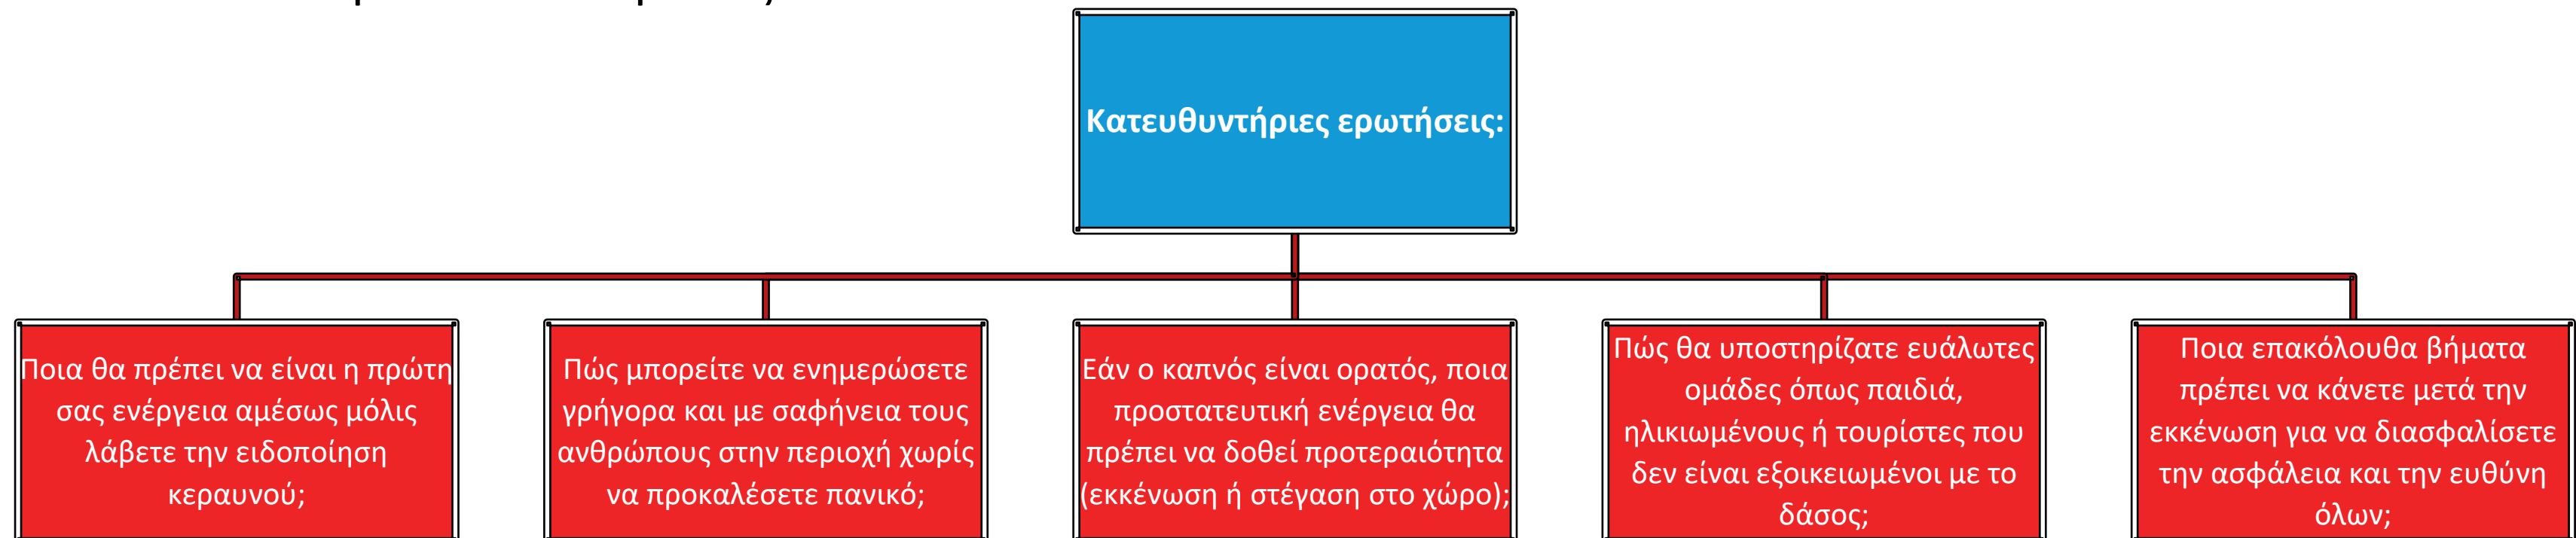 Κατευθυντήριες ερωτήσεις:
Ποια θα πρέπει να είναι η πρώτη
σας ενέργεια αμέσως μόλις
λάβετε την ειδοποίηση
κεραυνού;
Πώς μπορείτε να ενημερώσετε
γρήγορα και με σαφήνεια τους
ανθρώπους στην περιοχή χωρίς
να προκαλέσετε πανικό;
Εάν ο καπνός είναι ορατός, ποια
προστατευτική ενέργεια θα
πρέπει να δοθεί προτεραιότητα
(εκκένωση ή στέγαση στο χώρο);
Πώς θα υποστηρίζατε ευάλωτες
ομάδες όπως παιδιά,
ηλικιωμένους ή τουρίστες που
δεν είναι εξοικειωμένοι με το
δάσος;
Ποια επακόλουθα βήματα
πρέπει να κάνετε μετά την
εκκένωση για να διασφαλίσετε
την ασφάλεια και την ευθύνη
όλων;